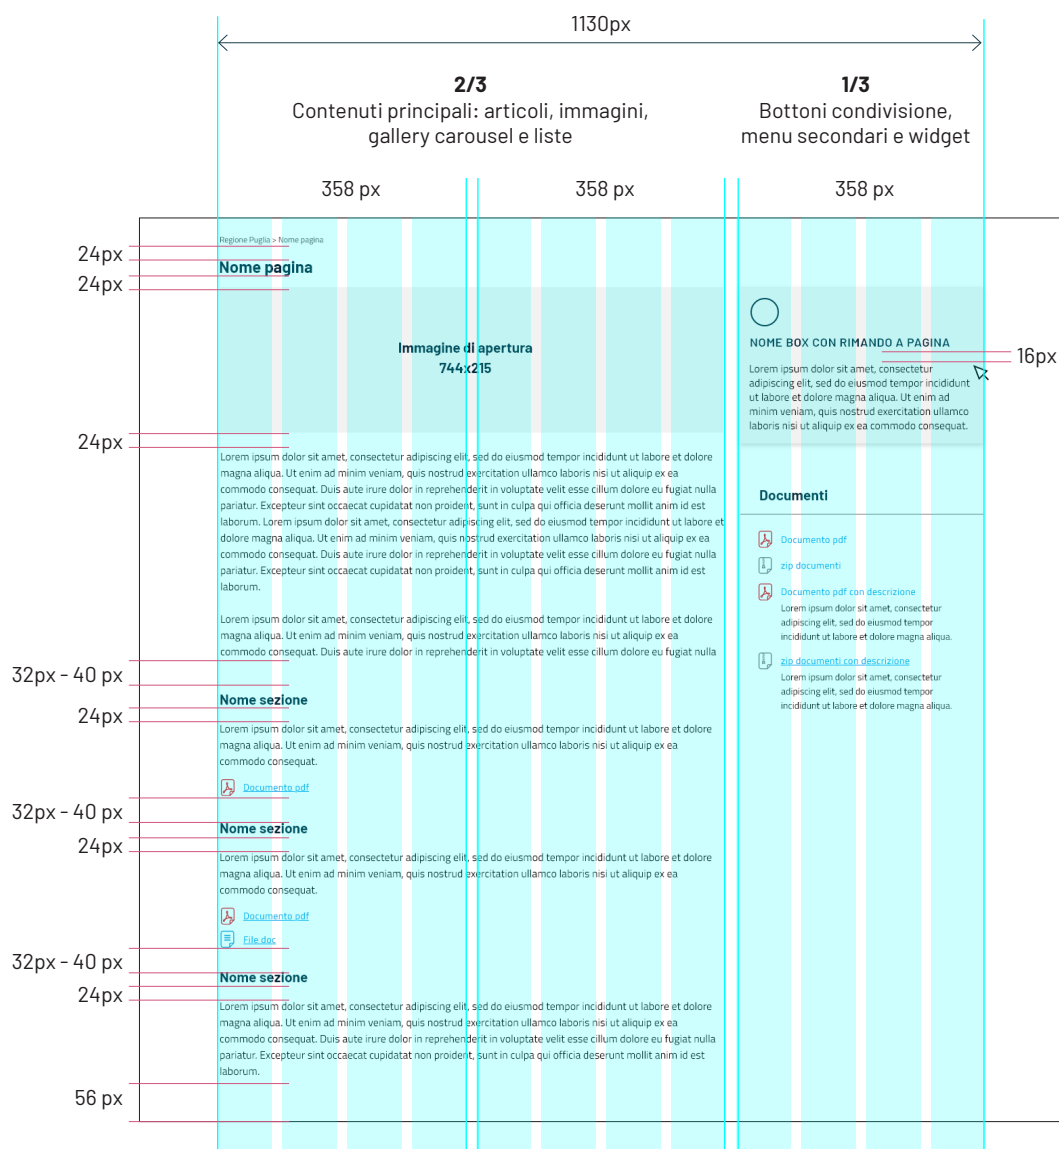 1130px
2/3
Contenuti principali: articoli, immagini,
gallery carousel e liste
1/3
Bottoni condivisione,
menu secondari e widget
358 px
358 px
358 px
Regione Puglia > Nome pagina
24px
Nome pagina
24px
Immagine di apertura
744x215
24px
Lorem ipsum dolor sit amet, consectetur adipiscing elit, sed do eiusmod tempor incididunt ut labore et dolore
magna aliqua. Ut enim ad minim veniam, quis nostrud exercitation ullamco laboris nisi ut aliquip ex ea
commodo consequat. Duis aute irure dolor in reprehenderit in voluptate velit esse cillum dolore eu fugiat nulla
pariatur. Excepteur sint occaecat cupidatat non proident, sunt in culpa qui officia deserunt mollit anim id est
laborum. Lorem ipsum dolor sit amet, consectetur adipiscing elit, sed do eiusmod tempor incididunt ut labore et
dolore magna aliqua. Ut enim ad minim veniam, quis nostrud exercitation ullamco laboris nisi ut aliquip ex ea
commodo consequat. Duis aute irure dolor in reprehenderit in voluptate velit esse cillum dolore eu fugiat nulla
pariatur. Excepteur sint occaecat cupidatat non proident, sunt in culpa qui officia deserunt mollit anim id est
laborum.
Lorem ipsum dolor sit amet, consectetur adipiscing elit, sed do eiusmod tempor incididunt ut labore et dolore
magna aliqua. Ut enim ad minim veniam, quis nostrud exercitation ullamco laboris nisi ut aliquip ex ea
commodo consequat. Duis aute irure dolor in reprehenderit in voluptate velit esse cillum dolore eu fugiat nulla
32px - 40 px
Nome sezione
24px
Lorem ipsum dolor sit amet, consectetur adipiscing elit, sed do eiusmod tempor incididunt ut labore et dolore
magna aliqua. Ut enim ad minim veniam, quis nostrud exercitation ullamco laboris nisi ut aliquip ex ea
commodo consequat.
Documento pdf
32px - 40 px
Nome sezione
24px
Lorem ipsum dolor sit amet, consectetur adipiscing elit, sed do eiusmod tempor incididunt ut labore et dolore
magna aliqua. Ut enim ad minim veniam, quis nostrud exercitation ullamco laboris nisi ut aliquip ex ea
commodo consequat.
Documento pdf
File doc
32px - 40 px
Nome sezione
24px
Lorem ipsum dolor sit amet, consectetur adipiscing elit, sed do eiusmod tempor incididunt ut labore et dolore
magna aliqua. Ut enim ad minim veniam, quis nostrud exercitation ullamco laboris nisi ut aliquip ex ea
commodo consequat. Duis aute irure dolor in reprehenderit in voluptate velit esse cillum dolore eu fugiat nulla
pariatur. Excepteur sint occaecat cupidatat non proident, sunt in culpa qui officia deserunt mollit anim id est
laborum.
56 px
NOME BOX CON RIMANDO A PAGINA
16px
Lorem ipsum dolor sit amet, consectetur
adipiscing elit, sed do eiusmod tempor incididunt
ut labore et dolore magna aliqua. Ut enim ad
minim veniam, quis nostrud exercitation ullamco
laboris nisi ut aliquip ex ea commodo consequat.
Documenti
Documento pdf
zip documenti
Documento pdf con descrizione
Lorem ipsum dolor sit amet, consectetur
adipiscing elit, sed do eiusmod tempor
incididunt ut labore et dolore magna aliqua.
zip documenti con descrizione
Lorem ipsum dolor sit amet, consectetur
adipiscing elit, sed do eiusmod tempor
incididunt ut labore et dolore magna aliqua.